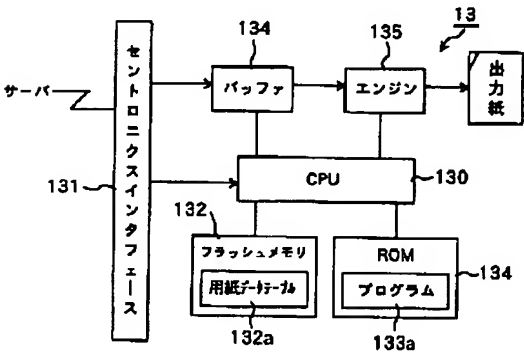 134
135
13
サーバ
セントロニクスインタフェース
バッファ
エンジン
出力紙
131
CPU
130
132
フラッシュメモリ
用紙データテーブル
132a
ROM
プログラム
133a
134